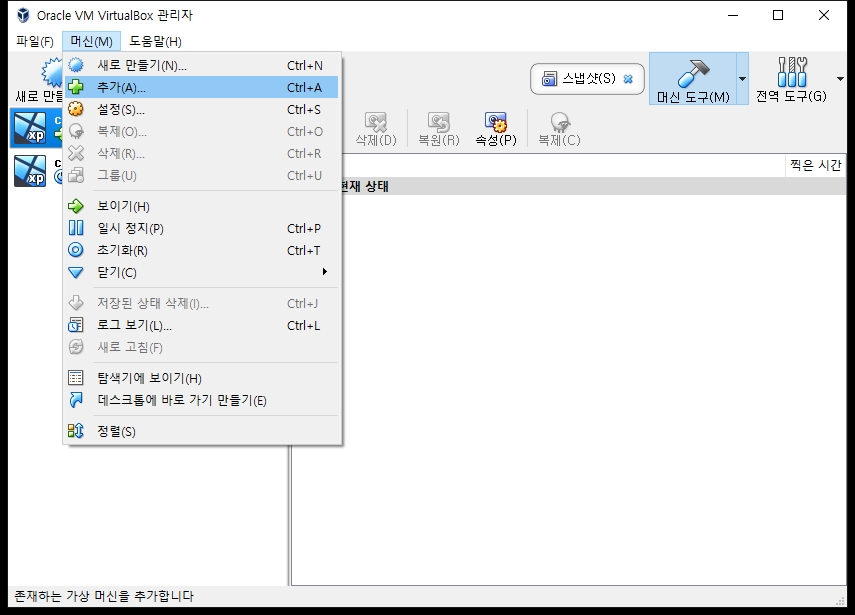 Oracle VM VirtualBox 관리자
파일(F) 머신(M) 도움말(H)
새로 만들기(N)... Ctrl+N
추가(A)... Ctrl+A
설정(S)... Ctrl+S
복제(O)... Ctrl+O
삭제(R)... Ctrl+R
그룹(U) Ctrl+U
보이기(H)
일시 정지(P) Ctrl+P
초기화(R) Ctrl+T
닫기(C)
저장된 상태 삭제(I)... Ctrl+J
로그 보기(L)... Ctrl+L
새로 고침(F)
탐색기에 보이기(H)
데스크톱에 바로 가기 만들기(E)
정렬(S)
새로 만들
xp
xp
스냅샷(S) 머신 도구(M) 전역 도구(G)
삭제(D) 복원(R) 속성(P) 복제(C)
찍은 시간
현재 상태
존재하는 가상 머신을 추가합니다